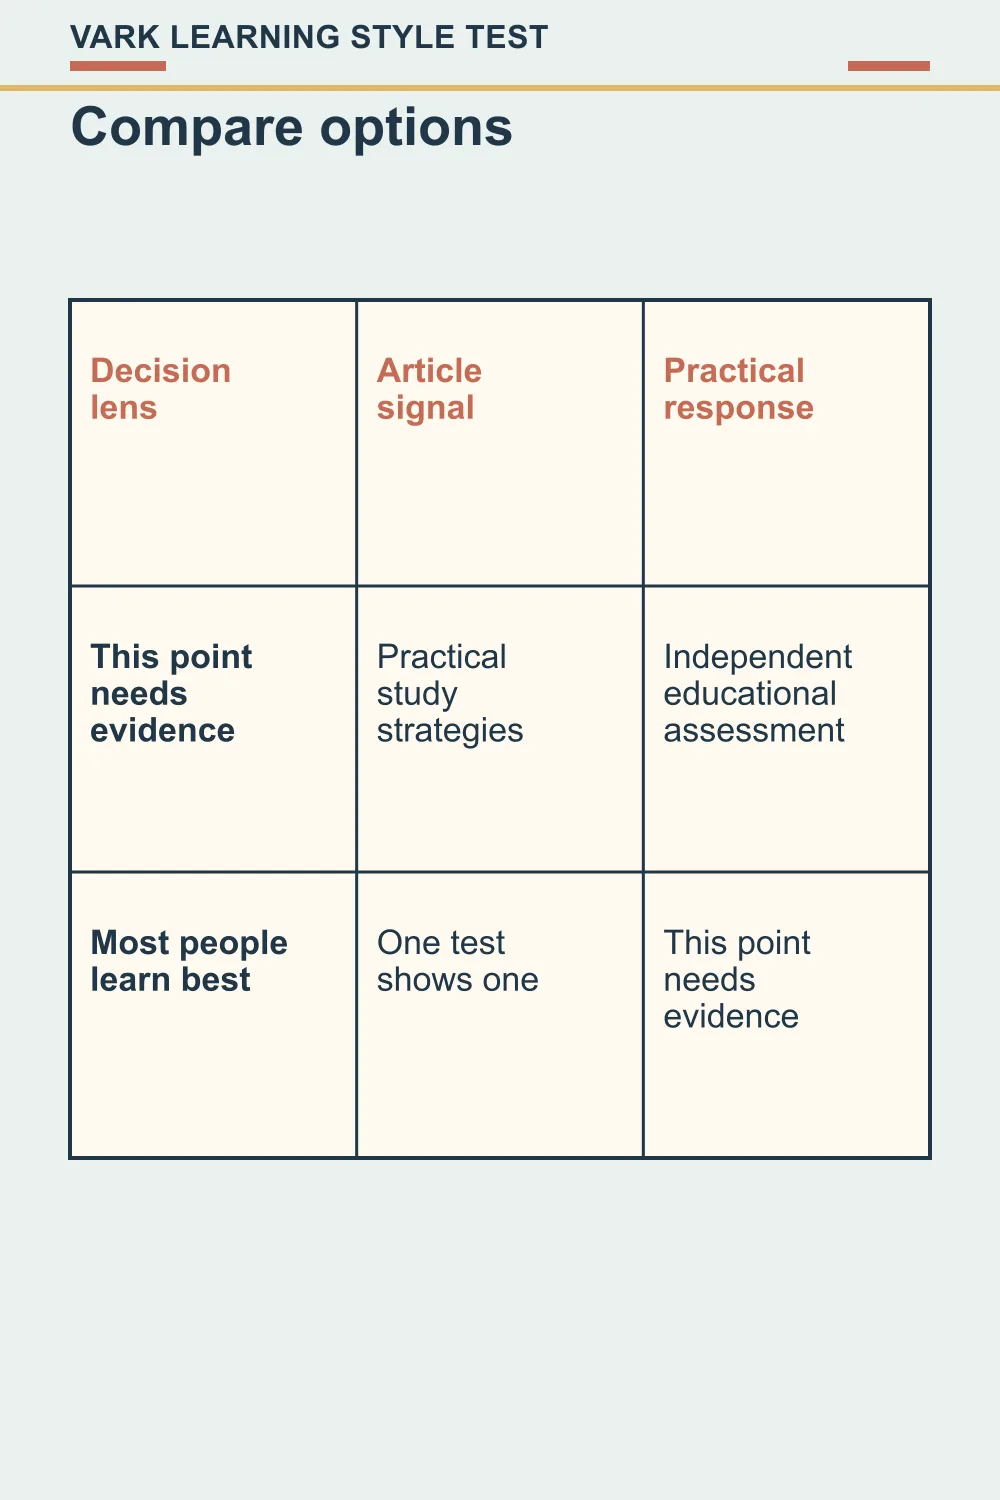 VARK LEARNING STYLE TEST
Compare options
Decision
lens
Article
signal
Practical
response
This point
needs
evidence
Practical
study
strategies
Independent
educational
assessment
Most people
learn best
One test
shows one
This point
needs
evidence